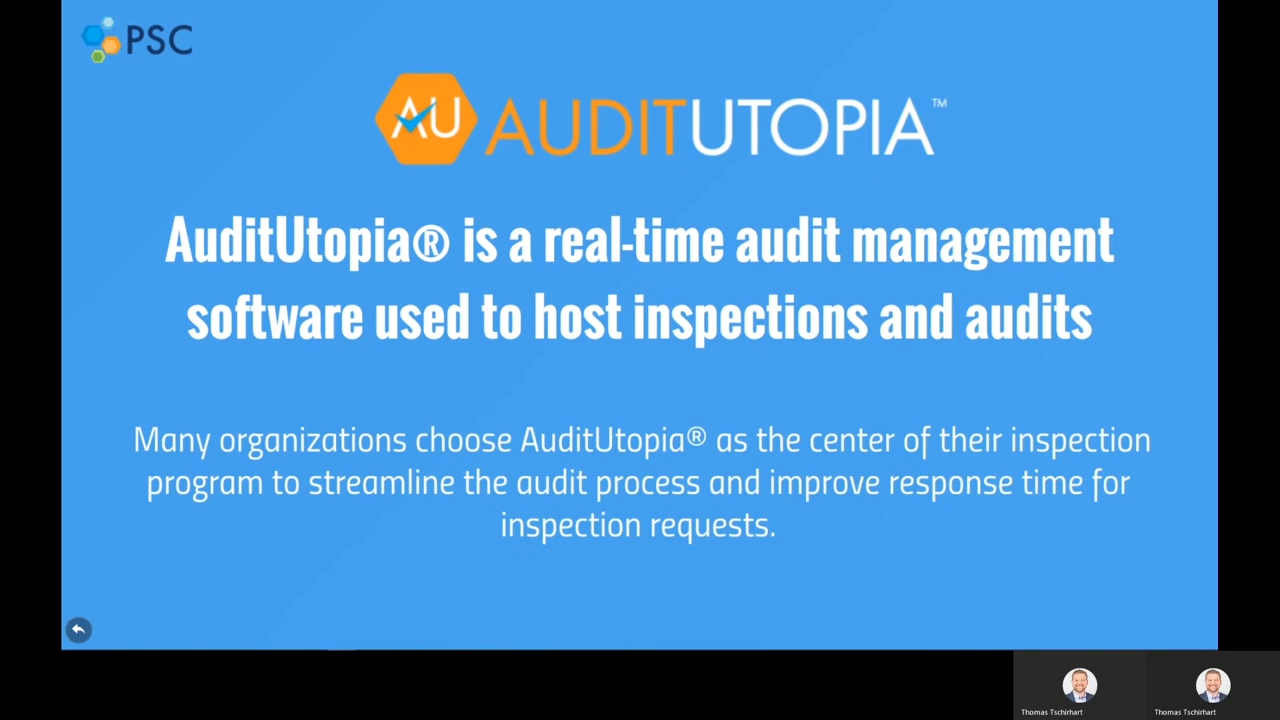 PSC
AU AUDITUTOPIA™
AuditUtopia® is a real-time audit management
software used to host inspections and audits
Many organizations choose AuditUtopia® as the center of their inspection
program to streamline the audit process and improve response time for
inspection requests.
Thomas Tschirhart
Thomas Tschirhart